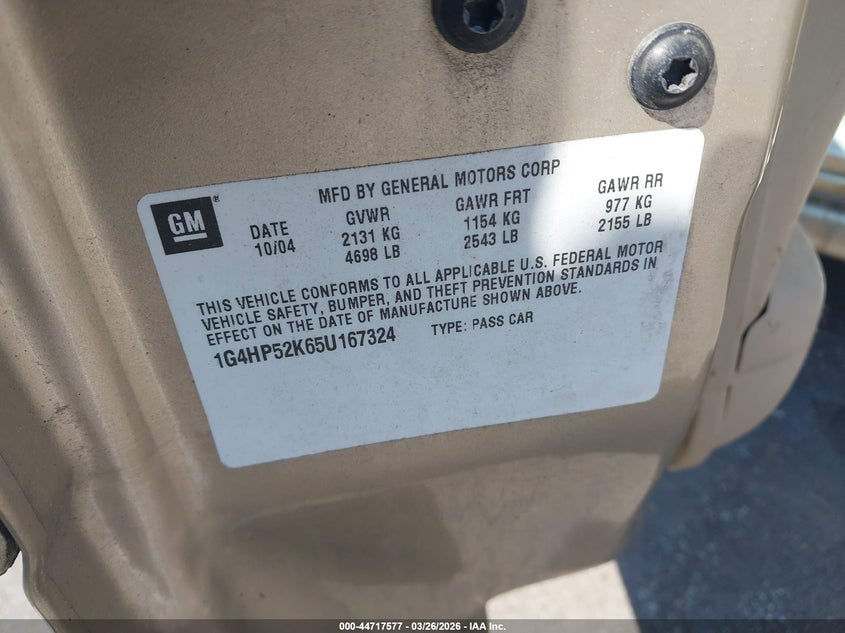 MFD BY GENERAL MOTORS CORP
GM
DATE GVWR GAWR FRT GAWR RR
10/04 2131 KG 1154 KG 977 KG
4698 LB 2543 LB 2155 LB
THIS VEHICLE CONFORMS TO ALL APPLICABLE U.S. FEDERAL MOTOR
VEHICLE SAFETY, BUMPER, AND THEFT PREVENTION STANDARDS IN
EFFECT ON THE DATE OF MANUFACTURE SHOWN ABOVE.
1G4HP52K65U167324 TYPE: PASS CAR
000-44717577 — 03/26/2026 — IAA Inc.